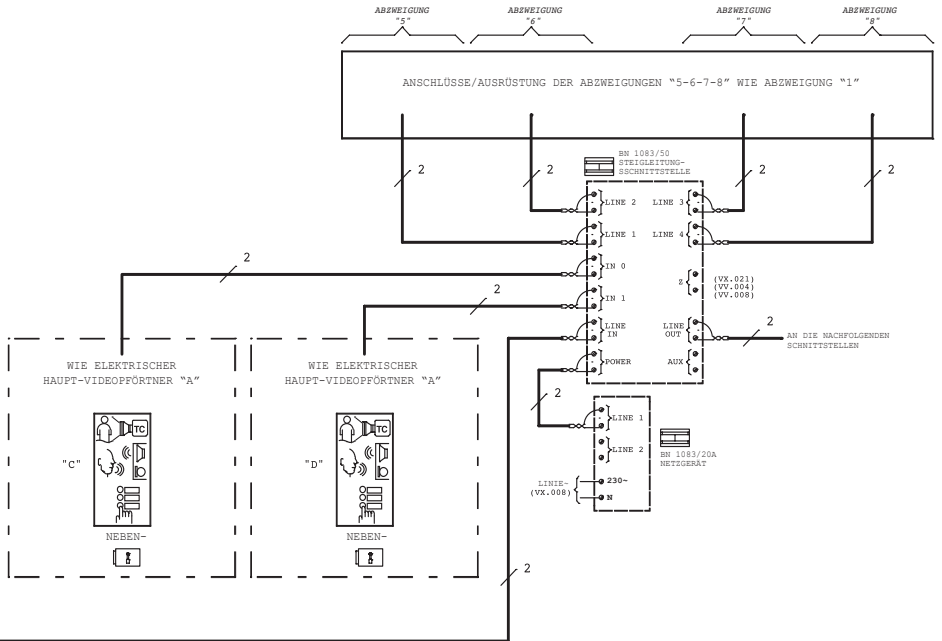 ABZWEIGUNG
"5"
ABZWEIGUNG
"6"
ABZWEIGUNG
"7"
ABZWEIGUNG
"8"
ANSCHLÜSSE/AUSRÜSTUNG DER ABZWEIGUNGEN “5-6-7-8” WIE ABZWEIGUNG “1”
2
2
2
2
BN 1083/50
STEIGLEITUNG-
SSCHNITTSTELLE
LINE 2
LINE 3
LINE 1
LINE 4
2
IN 0
Z
(VX.021)
(VV.004)
(VV.008)
2
IN 1
LINE
IN
LINE
OUT
2
AN DIE NACHFOLGENDEN
SCHNITTSTELLEN
POWER
AUX
2
WIE ELEKTRISCHER
HAUPT-VIDEOPFÖRTNER “A”
TC
"C"
NEBEN-
WIE ELEKTRISCHER
HAUPT-VIDEOPFÖRTNER “A”
TC
"D"
NEBEN-
LINE 1
LINE 2
BN 1083/20A
NETZGERÄT
LINIE-
(VX.008)
230~
N
2